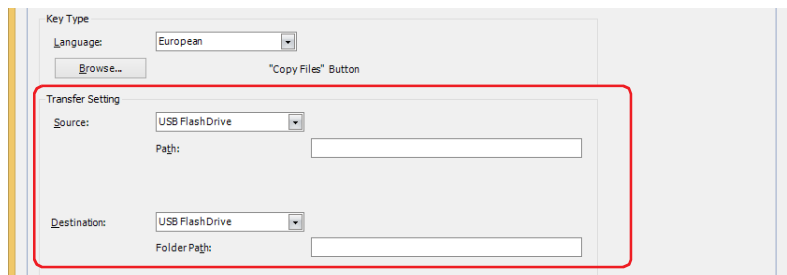 Key Type
Language: European
Browse... "Copy Files" Button
Transfer Setting
Source: USB Flash Drive
Path:
Destination: USB Flash Drive
Folder Path: